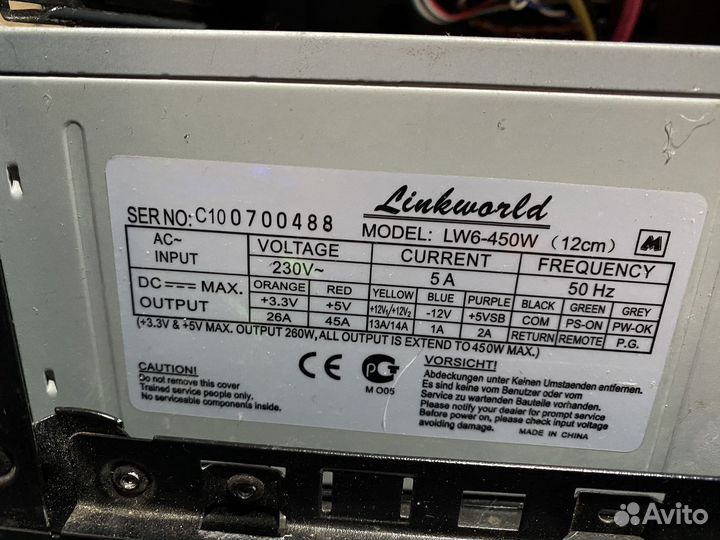 Linkworld
SER NO: C100700488
MODEL: LW6-450W (12cm) M
AC~ INPUT
VOLTAGE CURRENT FREQUENCY
230V~ 5A 50 Hz
DC MAX. OUTPUT
ORANGE RED YELLOW BLUE PURPLE BLACK GREEN GREY
+3.3V +5V +12V1/+12V2 -12V +5VSB COM PS-ON PW-OK
26A 45A 13A/14A 1A 2A RETURN REMOTE P.G.
(+3.3V & +5V MAX. OUTPUT 260W, ALL OUTPUT IS EXTEND TO 450W MAX.)
CAUTION!
Do not remove this cover
Trained service people only.
No serviceable components inside.
CE
М О05
VORSICHT!
Abdeckungen unter Keinen Umstaenden entfernen.
Es sind keine vom Benutzer oder vom
Service zu wartenden Bauteile vorhanden.
Please notify your dealer for prompt service
Before power on, please check input voltage
avoiding damage.
MADE IN CHINA
Avito